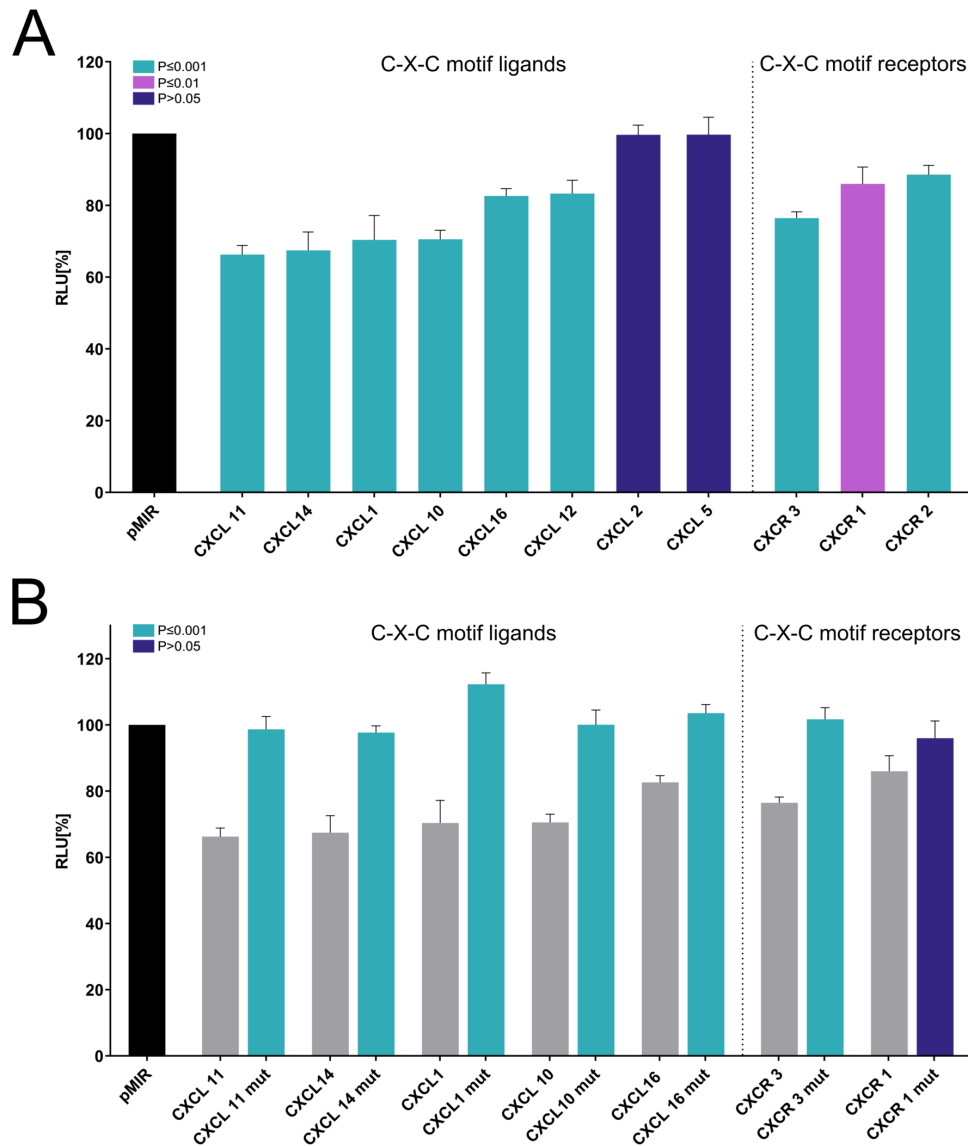 A
P≤0.001
P≤0.01
P>0.05
C-X-C motif ligands
C-X-C motif receptors
RLU[%]
120
100
80
60
40
20
0
pMIR
CXCL 11
CXCL14
CXCL1
CXCL 10
CXCL16
CXCL 12
CXCL 2
CXCL 5
CXCR 3
CXCR 1
CXCR 2
B
P≤0.001
P>0.05
C-X-C motif ligands
C-X-C motif receptors
RLU[%]
120
100
80
60
40
20
0
pMIR
CXCL 11
CXCL 11 mut
CXCL14
CXCL 14 mut
CXCL1
CXCL1 mut
CXCL 10
CXCL10 mut
CXCL16
CXCL 16 mut
CXCR 3
CXCR 3 mut
CXCR 1
CXCR 1 mut